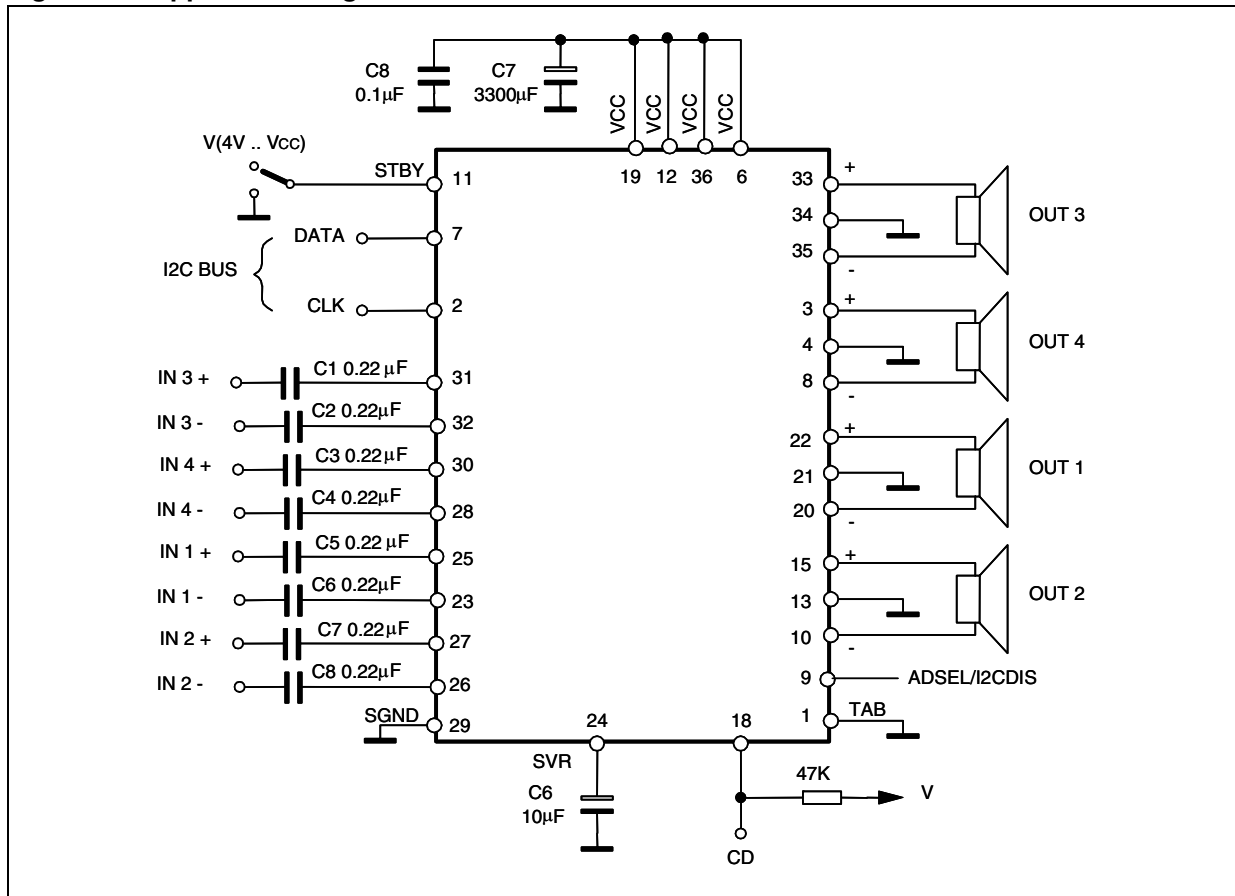 C8
0.1µF
C7
3300µF
VCC
VCC
VCC
VCC
V(4V .. VCC)
STBY
11
19
12
36
6
33
+
34
35
-
OUT 3
I2C BUS
DATA
7
CLK
2
3
+
4
8
-
OUT 4
IN 3 +
C1 0.22 µF
31
IN 3 -
C2 0.22µF
32
IN 4 +
C3 0.22µF
30
IN 4 -
C4 0.22µF
28
22
+
21
20
-
OUT 1
IN 1 +
C5 0.22 µF
25
IN 1 -
C6 0.22µF
23
IN 2 +
C7 0.22µF
27
IN 2 -
C8 0.22µF
26
15
+
13
10
-
OUT 2
9
ADSEL/I2CDIS
SGND
29
24
18
1
TAB
SVR
C6
10µF
47K
V
CD